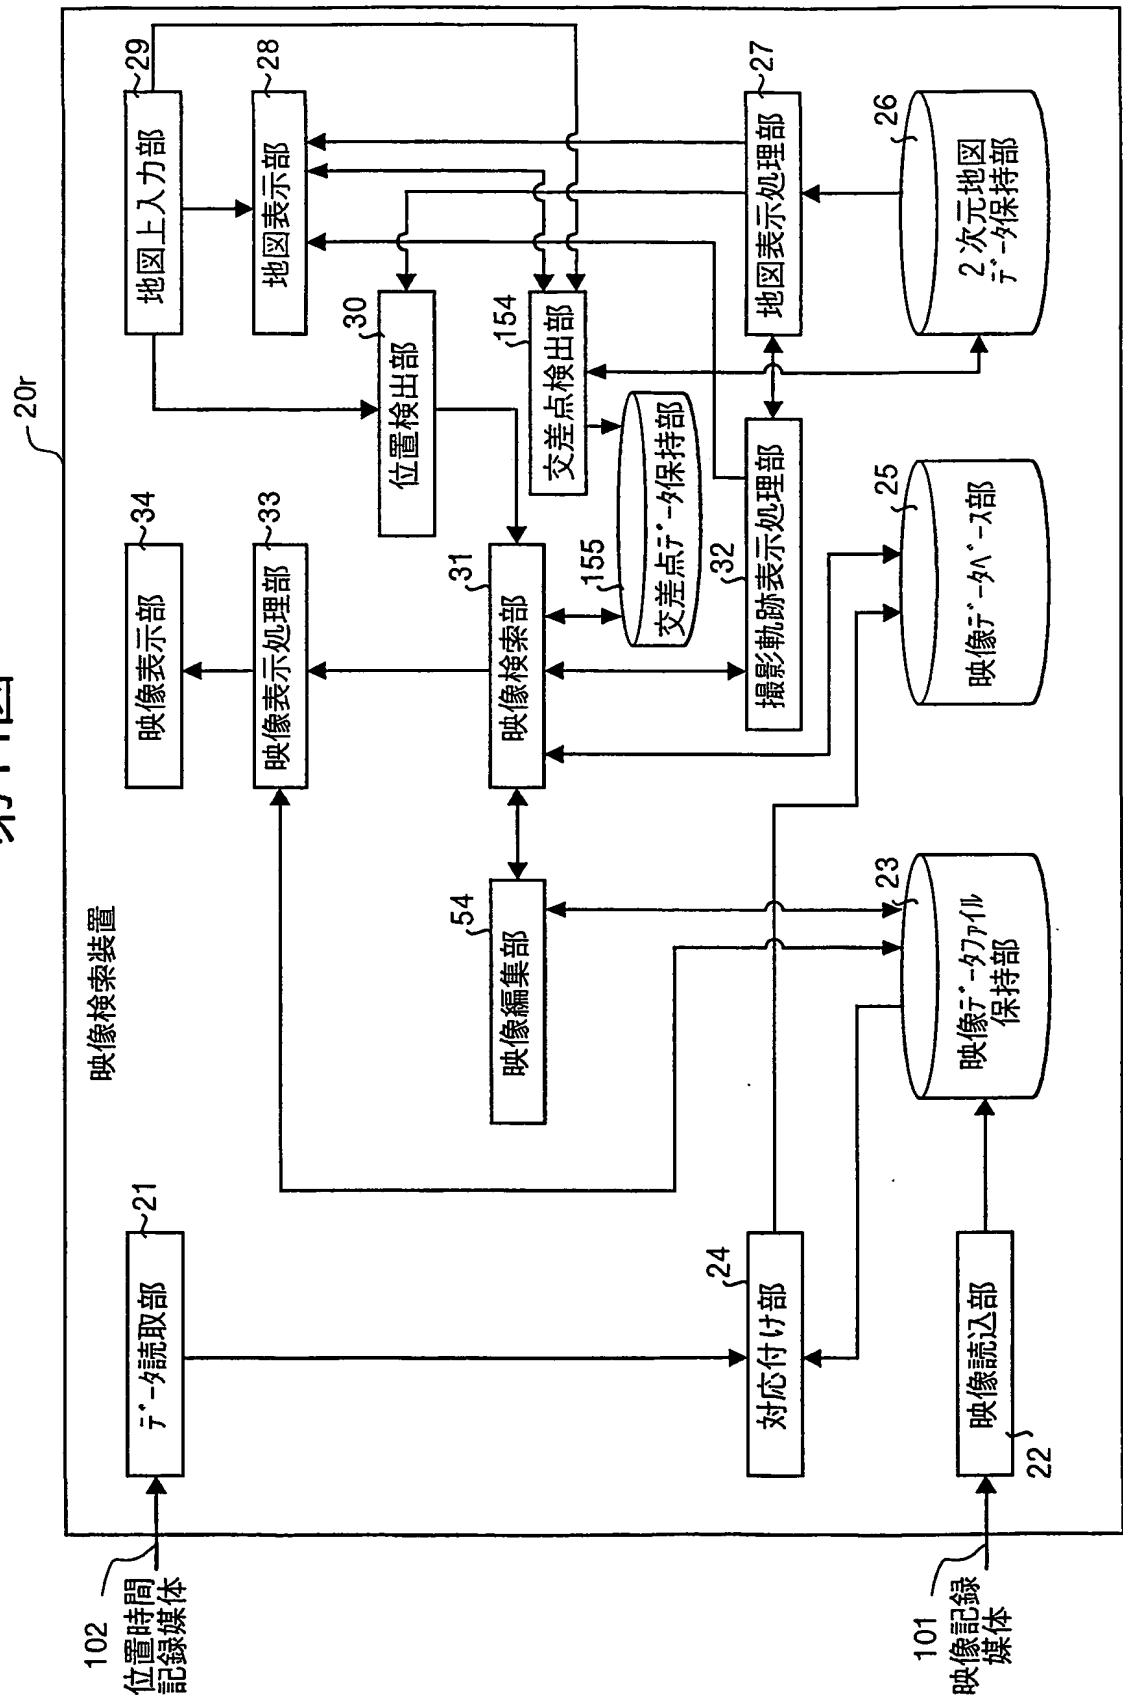 20r
映像検索装置
102
位置時間
記録媒体
21
データ読取部
34
映像表示部
29
地図上入力部
33
映像表示処理部
28
地図表示部
30
位置検出部
54
映像編集部
31
映像検索部
154
交差点検出部
155
交差点データ保持部
24
対応付け部
32
撮影軌跡表示処理部
27
地図表示処理部
101
映像記録
媒体
22
映像読込部
23
映像データファイル
保持部
25
映像データベース部
26
2次元地図
データ保持部